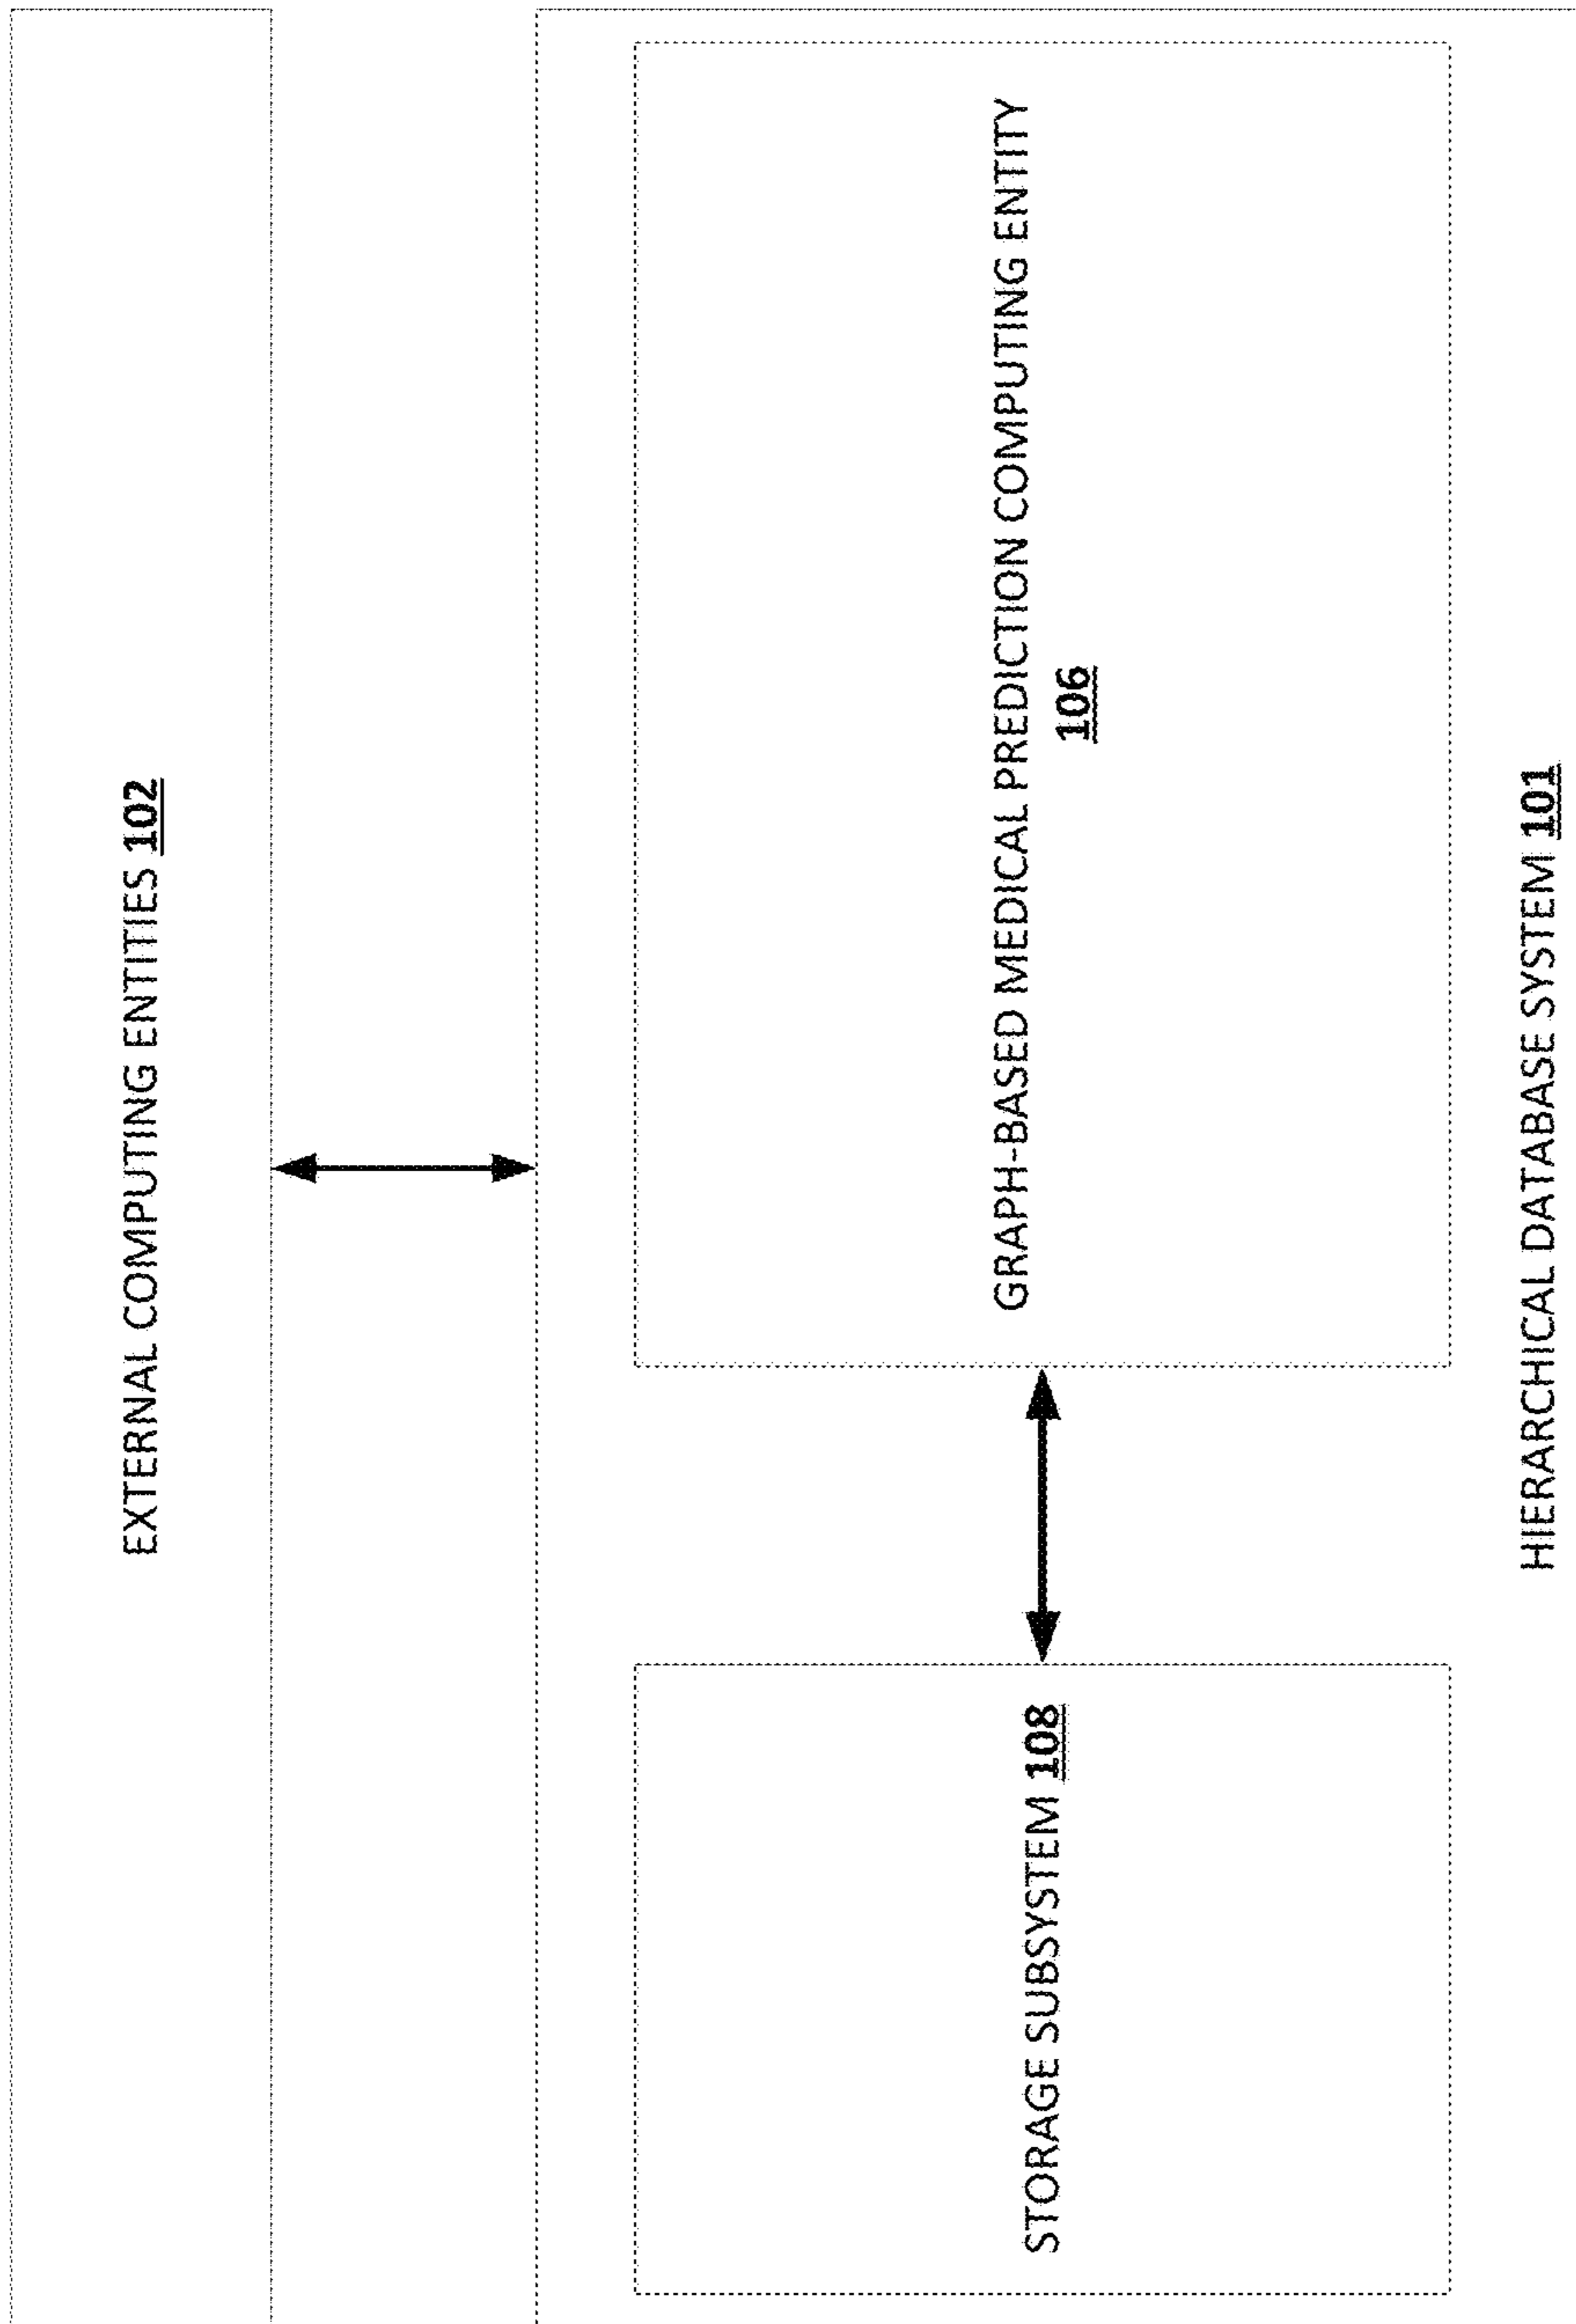 EXTERNAL COMPUTING ENTITIES 102
STORAGE SUBSYSTEM 108
GRAPH-BASED MEDICAL PREDICTION COMPUTING ENTITY
106
HIERARCHICAL DATABASE SYSTEM 101